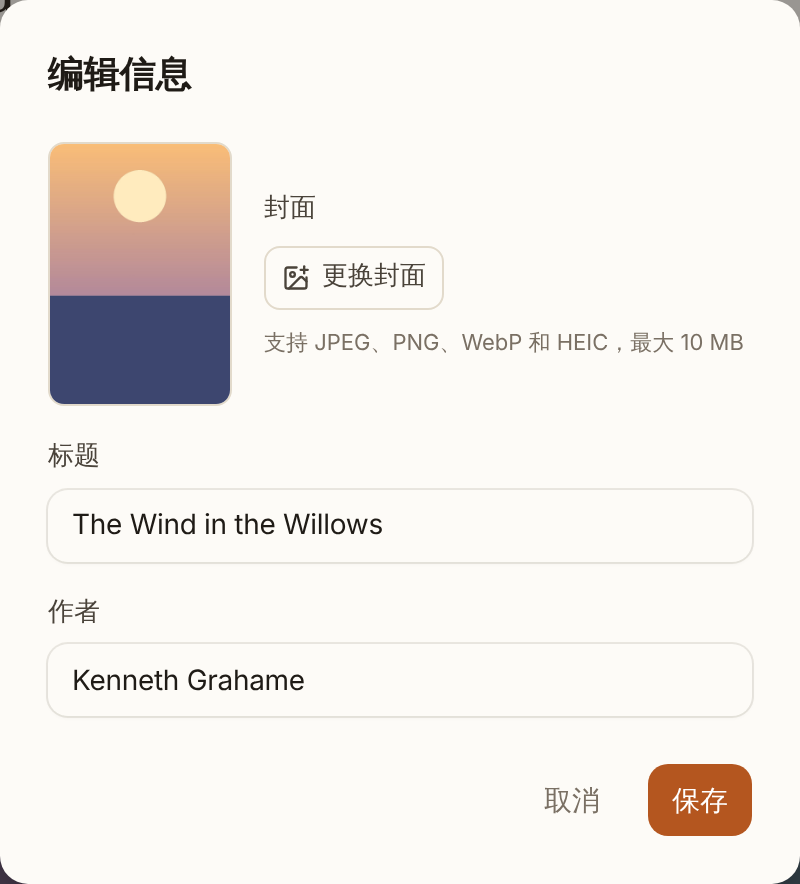 编辑信息
封面
更换封面
支持 JPEG、PNG、WebP 和 HEIC，最大 10 MB
标题
The Wind in the Willows
作者
Kenneth Grahame
取消
保存